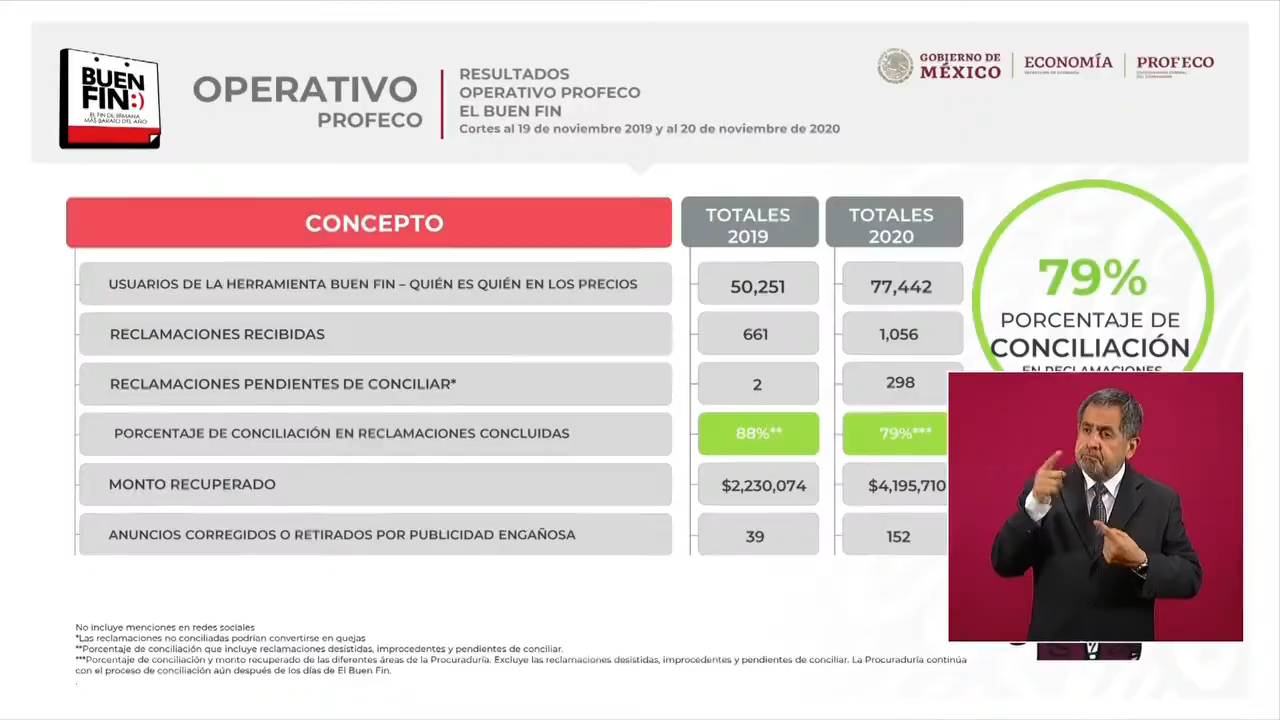 BUEN
FIN:)
EL FIN DE SEMANA
MÁS BARATO DEL AÑO
OPERATIVO
PROFECO
RESULTADOS
OPERATIVO PROFECO
EL BUEN FIN
Cortes al 19 de noviembre 2019 y al 20 de noviembre de 2020
GOBIERNO DE
MÉXICO
ECONOMÍA
PROFECO
CONCEPTO
TOTALES
2019
TOTALES
2020
USUARIOS DE LA HERRAMIENTA BUEN FIN – QUIÉN ES QUIÉN EN LOS PRECIOS
50,251
77,442
RECLAMACIONES RECIBIDAS
661
1,056
RECLAMACIONES PENDIENTES DE CONCILIAR*
2
298
PORCENTAJE DE CONCILIACIÓN EN RECLAMACIONES CONCLUIDAS
88%**
79%***
MONTO RECUPERADO
$2,230,074
$4,195,710
ANUNCIOS CORREGIDOS O RETIRADOS POR PUBLICIDAD ENGAÑOSA
39
152
79%
PORCENTAJE DE
CONCILIACIÓN
EN RECLAMACIONES
No incluye menciones en redes sociales
*Las reclamaciones no conciliadas podrían convertirse en quejas
**Porcentaje de conciliación que incluye reclamaciones desistidas, improcedentes y pendientes de conciliar.
***Porcentaje de conciliación y monto recuperado de las diferentes áreas de la Procuraduría. Excluye las reclamaciones desistidas, improcedentes y pendientes de conciliar. La Procuraduría continúa
con el proceso de conciliación aún después de los días de El Buen Fin.
.